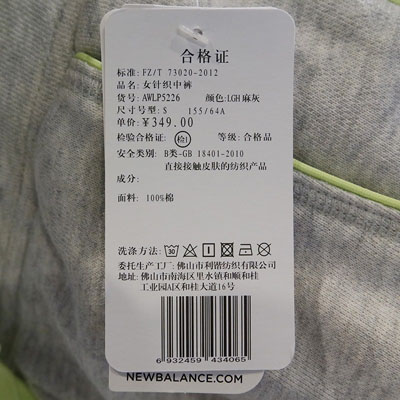 合格证
标准: FZ/T 73020-2012
品名: 女针织中裤
货号: AWLP5226 颜色:LGH 麻灰
尺寸号型: S 155/64A
单价: ¥349.00
检验合格证: 检1 等级: 合格品
安全类别: B类-GB 18401-2010
直接接触皮肤的纺织产品
成分:
面料: 100%棉
洗涤方法: 30
委托生产工厂: 佛山市利锴纺织有限公司
地址: 佛山市南海区里水镇和顺和桂
工业园A区和桂大道16号
6 932459 434065
NEWBALANCE.COM